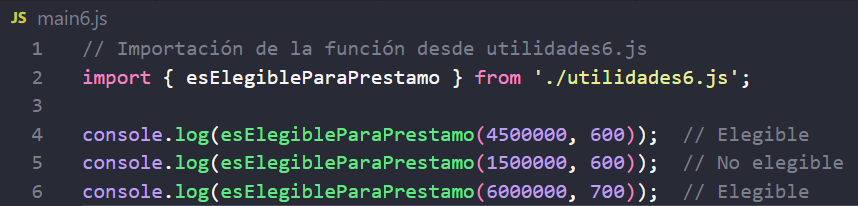 JS main6.js
1 // Importación de la función desde utilidades6.js
2 import { esElegibleParaPrestamo } from './utilidades6.js';
3
4 console.log(esElegibleParaPrestamo(4500000, 600)); // Elegible
5 console.log(esElegibleParaPrestamo(1500000, 600)); // No elegible
6 console.log(esElegibleParaPrestamo(6000000, 700)); // Elegible